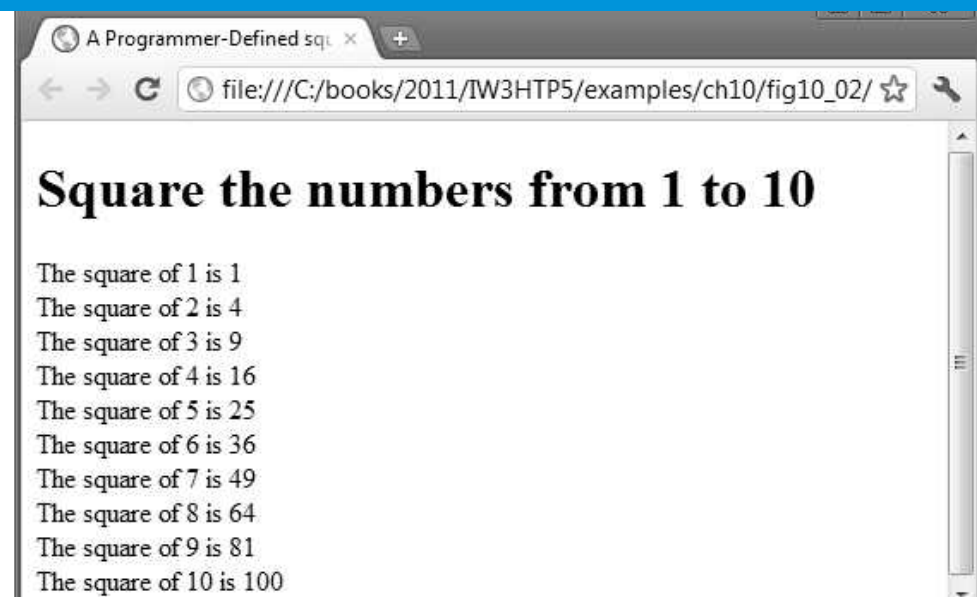 A Programmer-Defined squ
file:///C:/books/2011/IW3HTP5/examples/ch10/fig10_02/
Square the numbers from 1 to 10
The square of 1 is 1
The square of 2 is 4
The square of 3 is 9
The square of 4 is 16
The square of 5 is 25
The square of 6 is 36
The square of 7 is 49
The square of 8 is 64
The square of 9 is 81
The square of 10 is 100